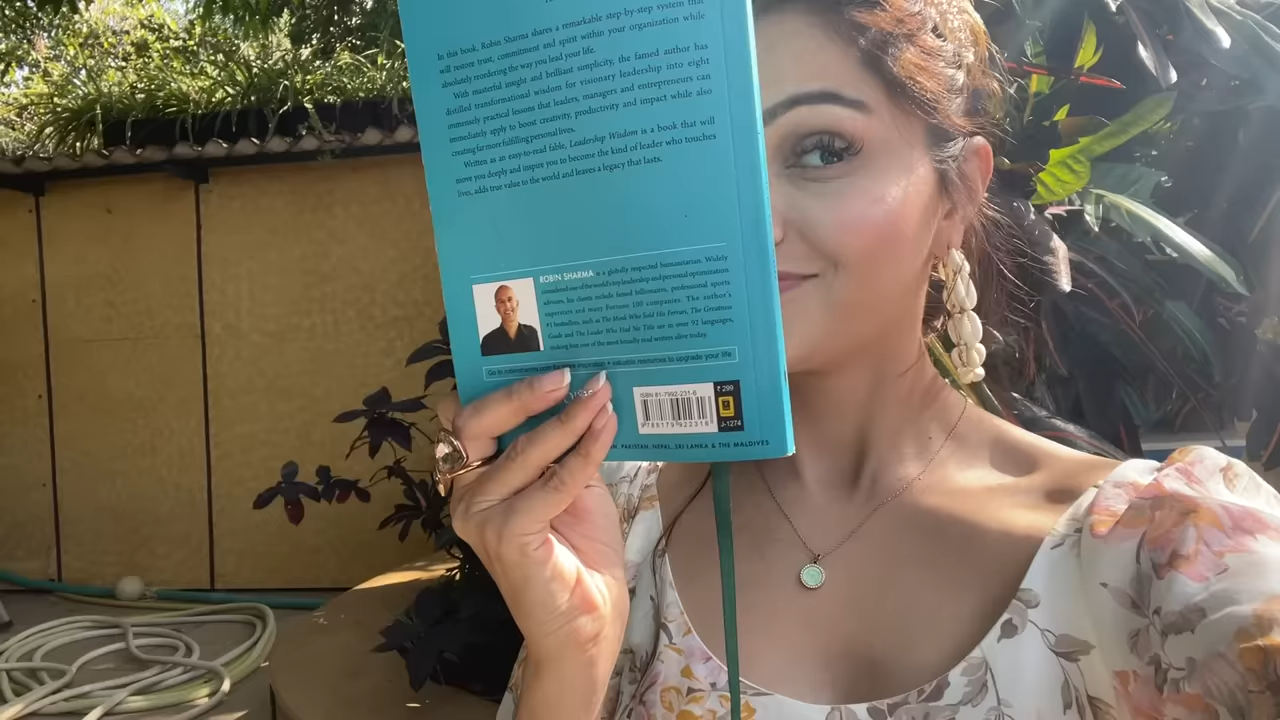 In this book, Robin Sharma shares a remarkable step-by-step system that
will restore trust, commitment and spirit within your organization while
absolutely reordering the way you lead your life.
With masterful insight and brilliant simplicity, the famed author has
distilled transformational wisdom for visionary leadership into eight
immensely practical lessons that leaders, managers and entrepreneurs can
immediately apply to boost creativity, productivity and impact while also
creating far more fulfilling personal lives.
Written as an easy-to-read fable, Leadership Wisdom is a book that will
move you deeply and inspire you to become the kind of leader who touches
lives, adds true value to the world and leaves a legacy that lasts.
ROBIN SHARMA is a globally respected humanitarian. Widely
considered one of the world's top leadership and personal optimization
advisors, his clients include famed billionaires, professional sports
superstars and many Fortune 100 companies. The author's
#1 bestsellers, such as The Monk Who Sold His Ferrari, The Greatness
Guide and The Leader Who Had No Title are in over 92 languages,
making him one of the most broadly read writers alive today.
Go to robinsharma.com for more inspiration + valuable resources to upgrade your life
ISBN 81-7992-231-6
9788179922316
₹ 299
J-1274
PAKISTAN, NEPAL, SRI LANKA & THE MALDIVES